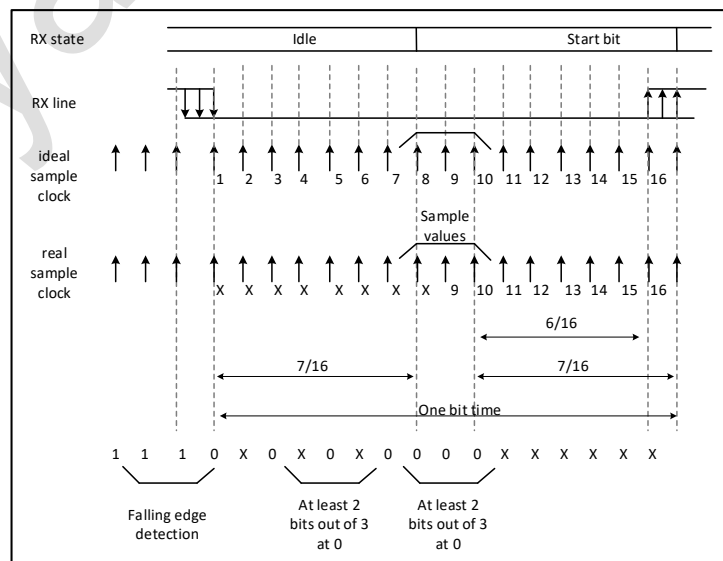 RX state
Idle
Start bit
RX line
ideal
sample
clock
1 2 3 4 5 6 7 8 9 10 11 12 13 14 15 16
Sample
values
real
sample
clock
X X X X X X X X 9 10 11 12 13 14 15 16
6/16
7/16
7/16
One bit time
1 1 1 0 X 0 X 0 X 0 0 0 0 X X X X X X
Falling edge
detection
At least 2
bits out of 3
at 0
At least 2
bits out of 3
at 0